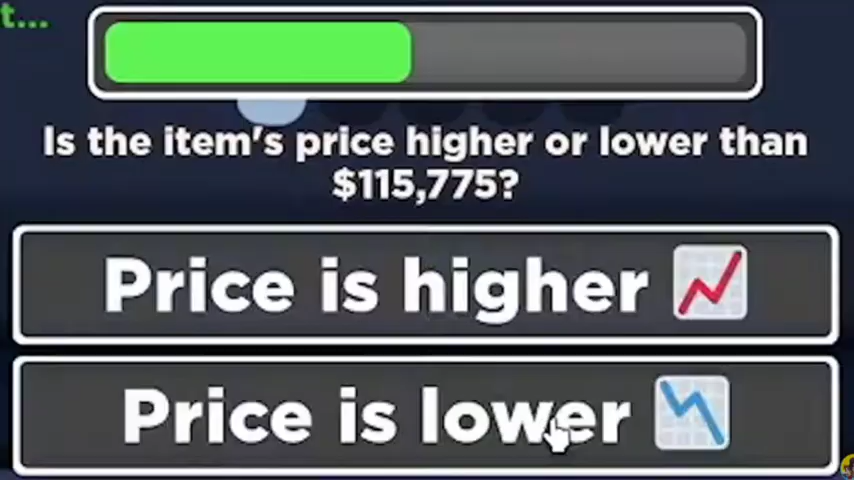 t...
Is the item's price higher or lower than
$115,775?
Price is higher
Price is lower